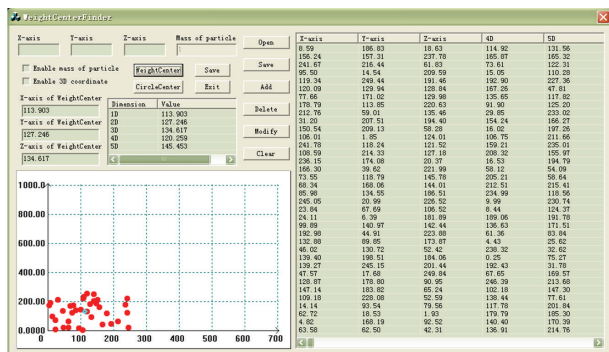 WeightCenterFinder
X-axis Y-axis Z-axis Mass of particle
1
Open
Enable mass of particle
Enable 3D coordinate
WeightCenter Save
CircleCenter Exit
Save
Add
Delete
Modify
Clear
X-axis of WeightCenter
113.903
Y-axis of WeightCenter
127.246
Z-axis of WeightCenter
134.617
Dimension Value
1D 113.903
2D 127.246
3D 134.617
4D 120.259
5D 145.453
1000.0
800.00
600.00
400.00
200.00
0.0000
0 100 200 300 400 500 600 700
X-axis Y-axis Z-axis 4D 5D
8.59 186.83 18.63 114.92 131.56
156.24 157.31 237.78 165.87 165.32
241.67 216.44 61.83 73.61 122.31
95.50 14.54 209.59 15.05 110.28
119.34 249.44 191.46 192.90 227.36
120.09 129.94 128.84 167.26 47.81
77.66 171.02 129.98 135.65 117.82
178.79 113.85 220.63 91.90 125.20
212.76 59.01 135.46 29.85 233.02
31.20 207.51 194.40 154.24 166.27
150.54 209.13 58.28 16.02 197.26
106.01 1.85 124.01 106.75 211.66
241.78 118.24 121.52 159.21 235.01
108.59 214.33 127.18 208.32 155.97
236.15 174.08 20.37 16.53 194.79
166.30 39.62 221.99 58.12 54.09
73.55 118.79 145.78 205.21 58.64
68.34 168.06 144.01 212.51 215.41
85.98 134.55 186.51 234.99 118.56
245.05 20.99 226.52 9.99 230.74
23.84 67.69 106.52 8.44 124.37
24.11 6.39 181.89 189.06 191.78
99.89 140.97 142.44 136.63 171.51
192.98 44.91 223.88 61.36 83.84
132.88 89.85 173.87 4.43 25.62
46.02 130.72 52.42 238.32 32.62
139.40 198.51 184.06 0.25 75.27
139.27 245.15 201.44 192.43 31.78
47.57 17.68 249.84 67.65 169.57
128.87 178.80 90.95 246.39 213.68
147.14 183.82 65.24 102.18 147.30
109.18 228.08 52.59 138.44 77.61
14.14 93.54 79.56 117.78 201.84
62.72 18.53 1.93 179.79 185.30
4.82 168.19 92.52 140.40 170.39
63.58 62.50 42.31 136.91 214.76